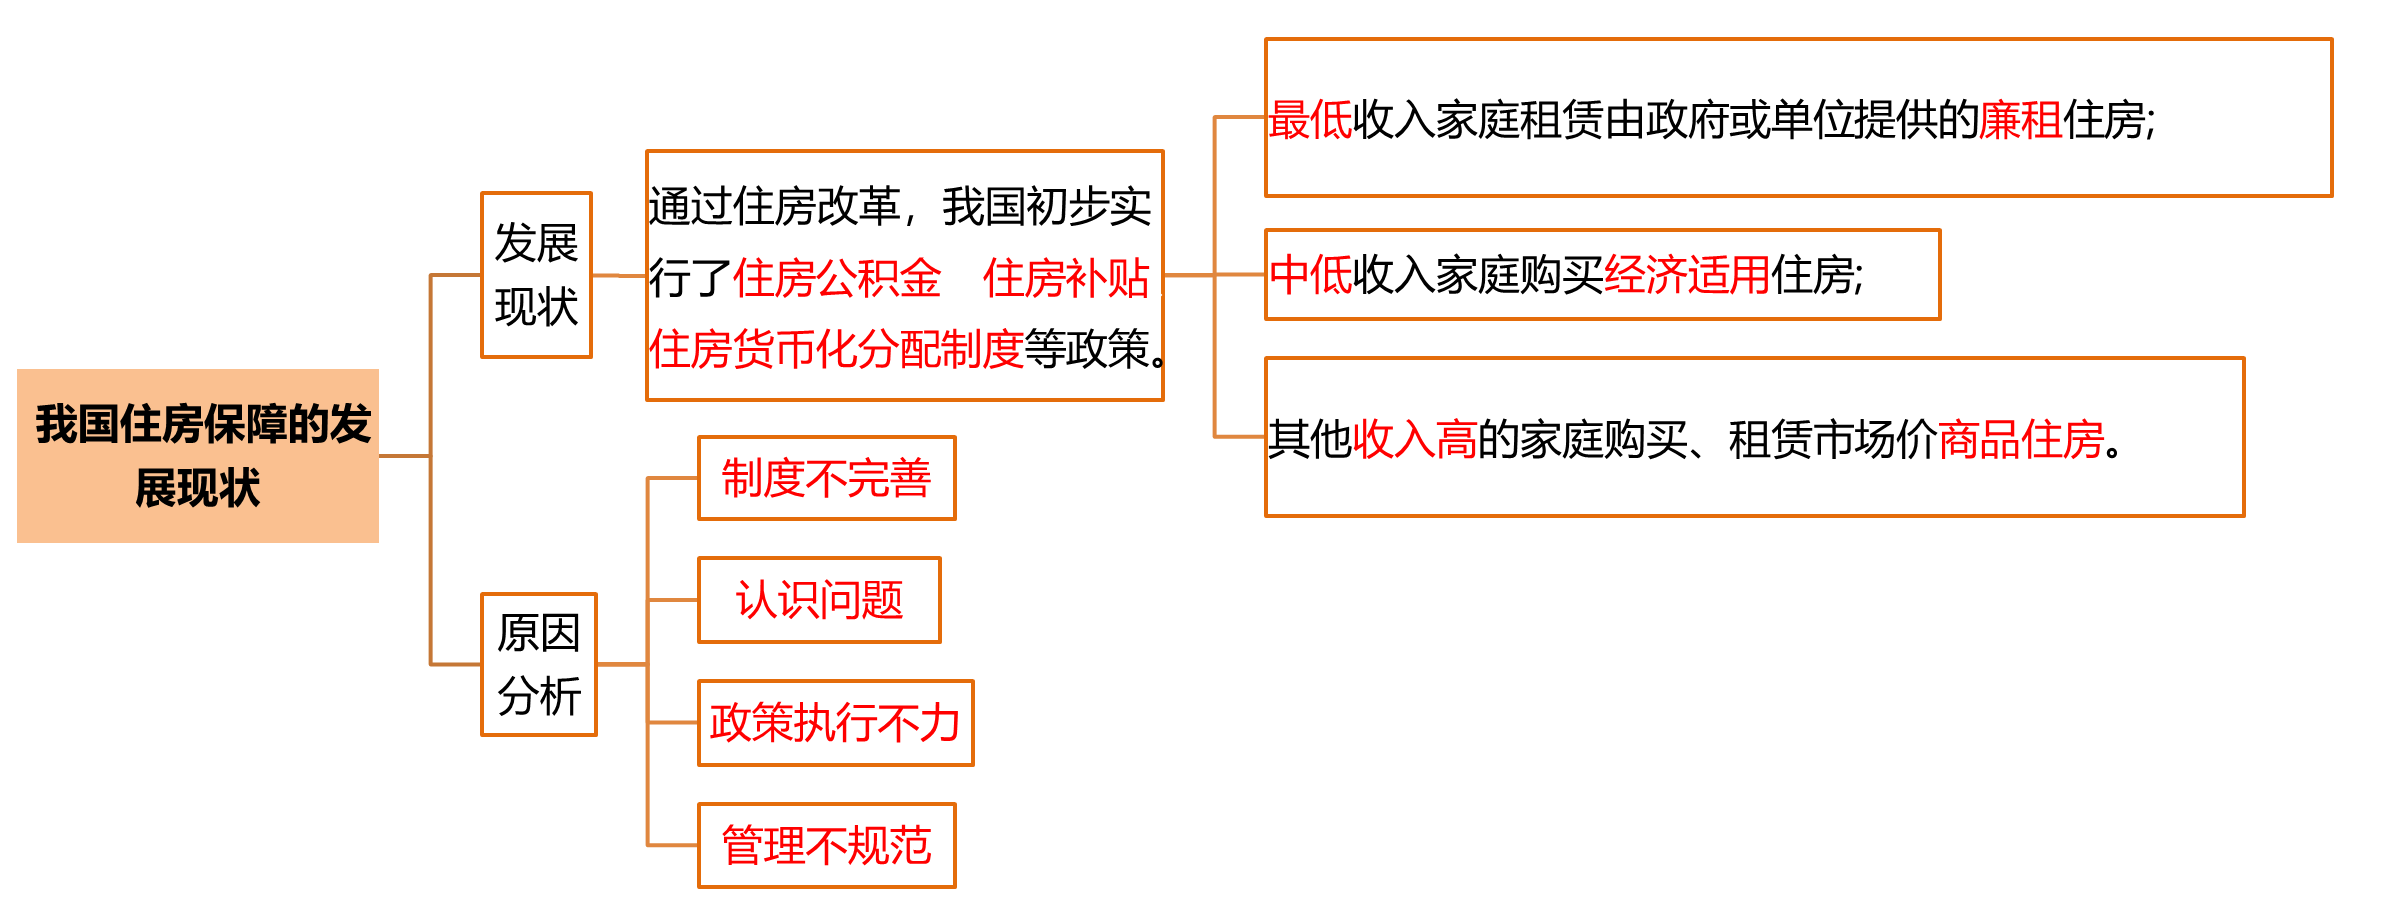 我国住房保障的发
展现状
发展
现状
通过住房改革，我国初步实
行了住房公积金　住房补贴
住房货币化分配制度等政策。
最低收入家庭租赁由政府或单位提供的廉租住房;
中低收入家庭购买经济适用住房;
其他收入高的家庭购买、租赁市场价商品住房。
原因
分析
制度不完善
认识问题
政策执行不力
管理不规范